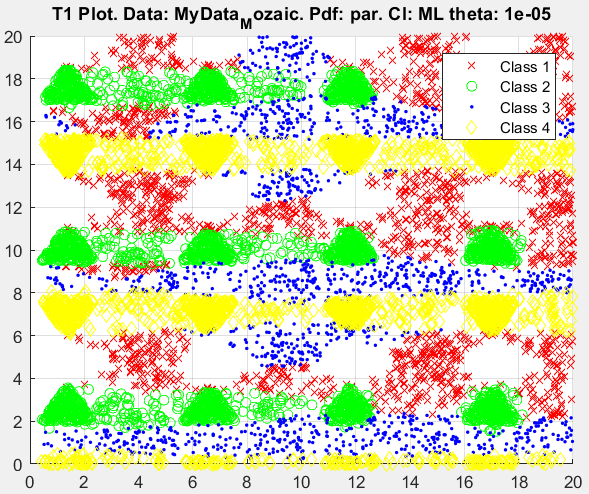 T1 Plot. Data: MyData_Mozaic. Pdf: par. Cl: ML theta: 1e-05
20
18
16
14
12
10
8
6
4
2
0
Class 1
Class 2
Class 3
Class 4
0 2 4 6 8 10 12 14 16 18 20